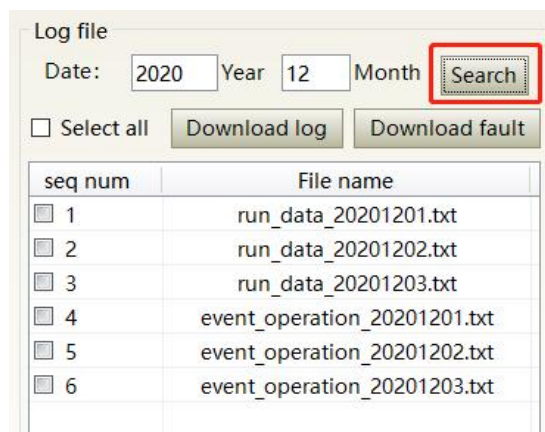 Log file
Date: 2020 Year 12 Month Search
Select all Download log Download fault
seq num File name
1 run_data_20201201.txt
2 run_data_20201202.txt
3 run_data_20201203.txt
4 event_operation_20201201.txt
5 event_operation_20201202.txt
6 event_operation_20201203.txt